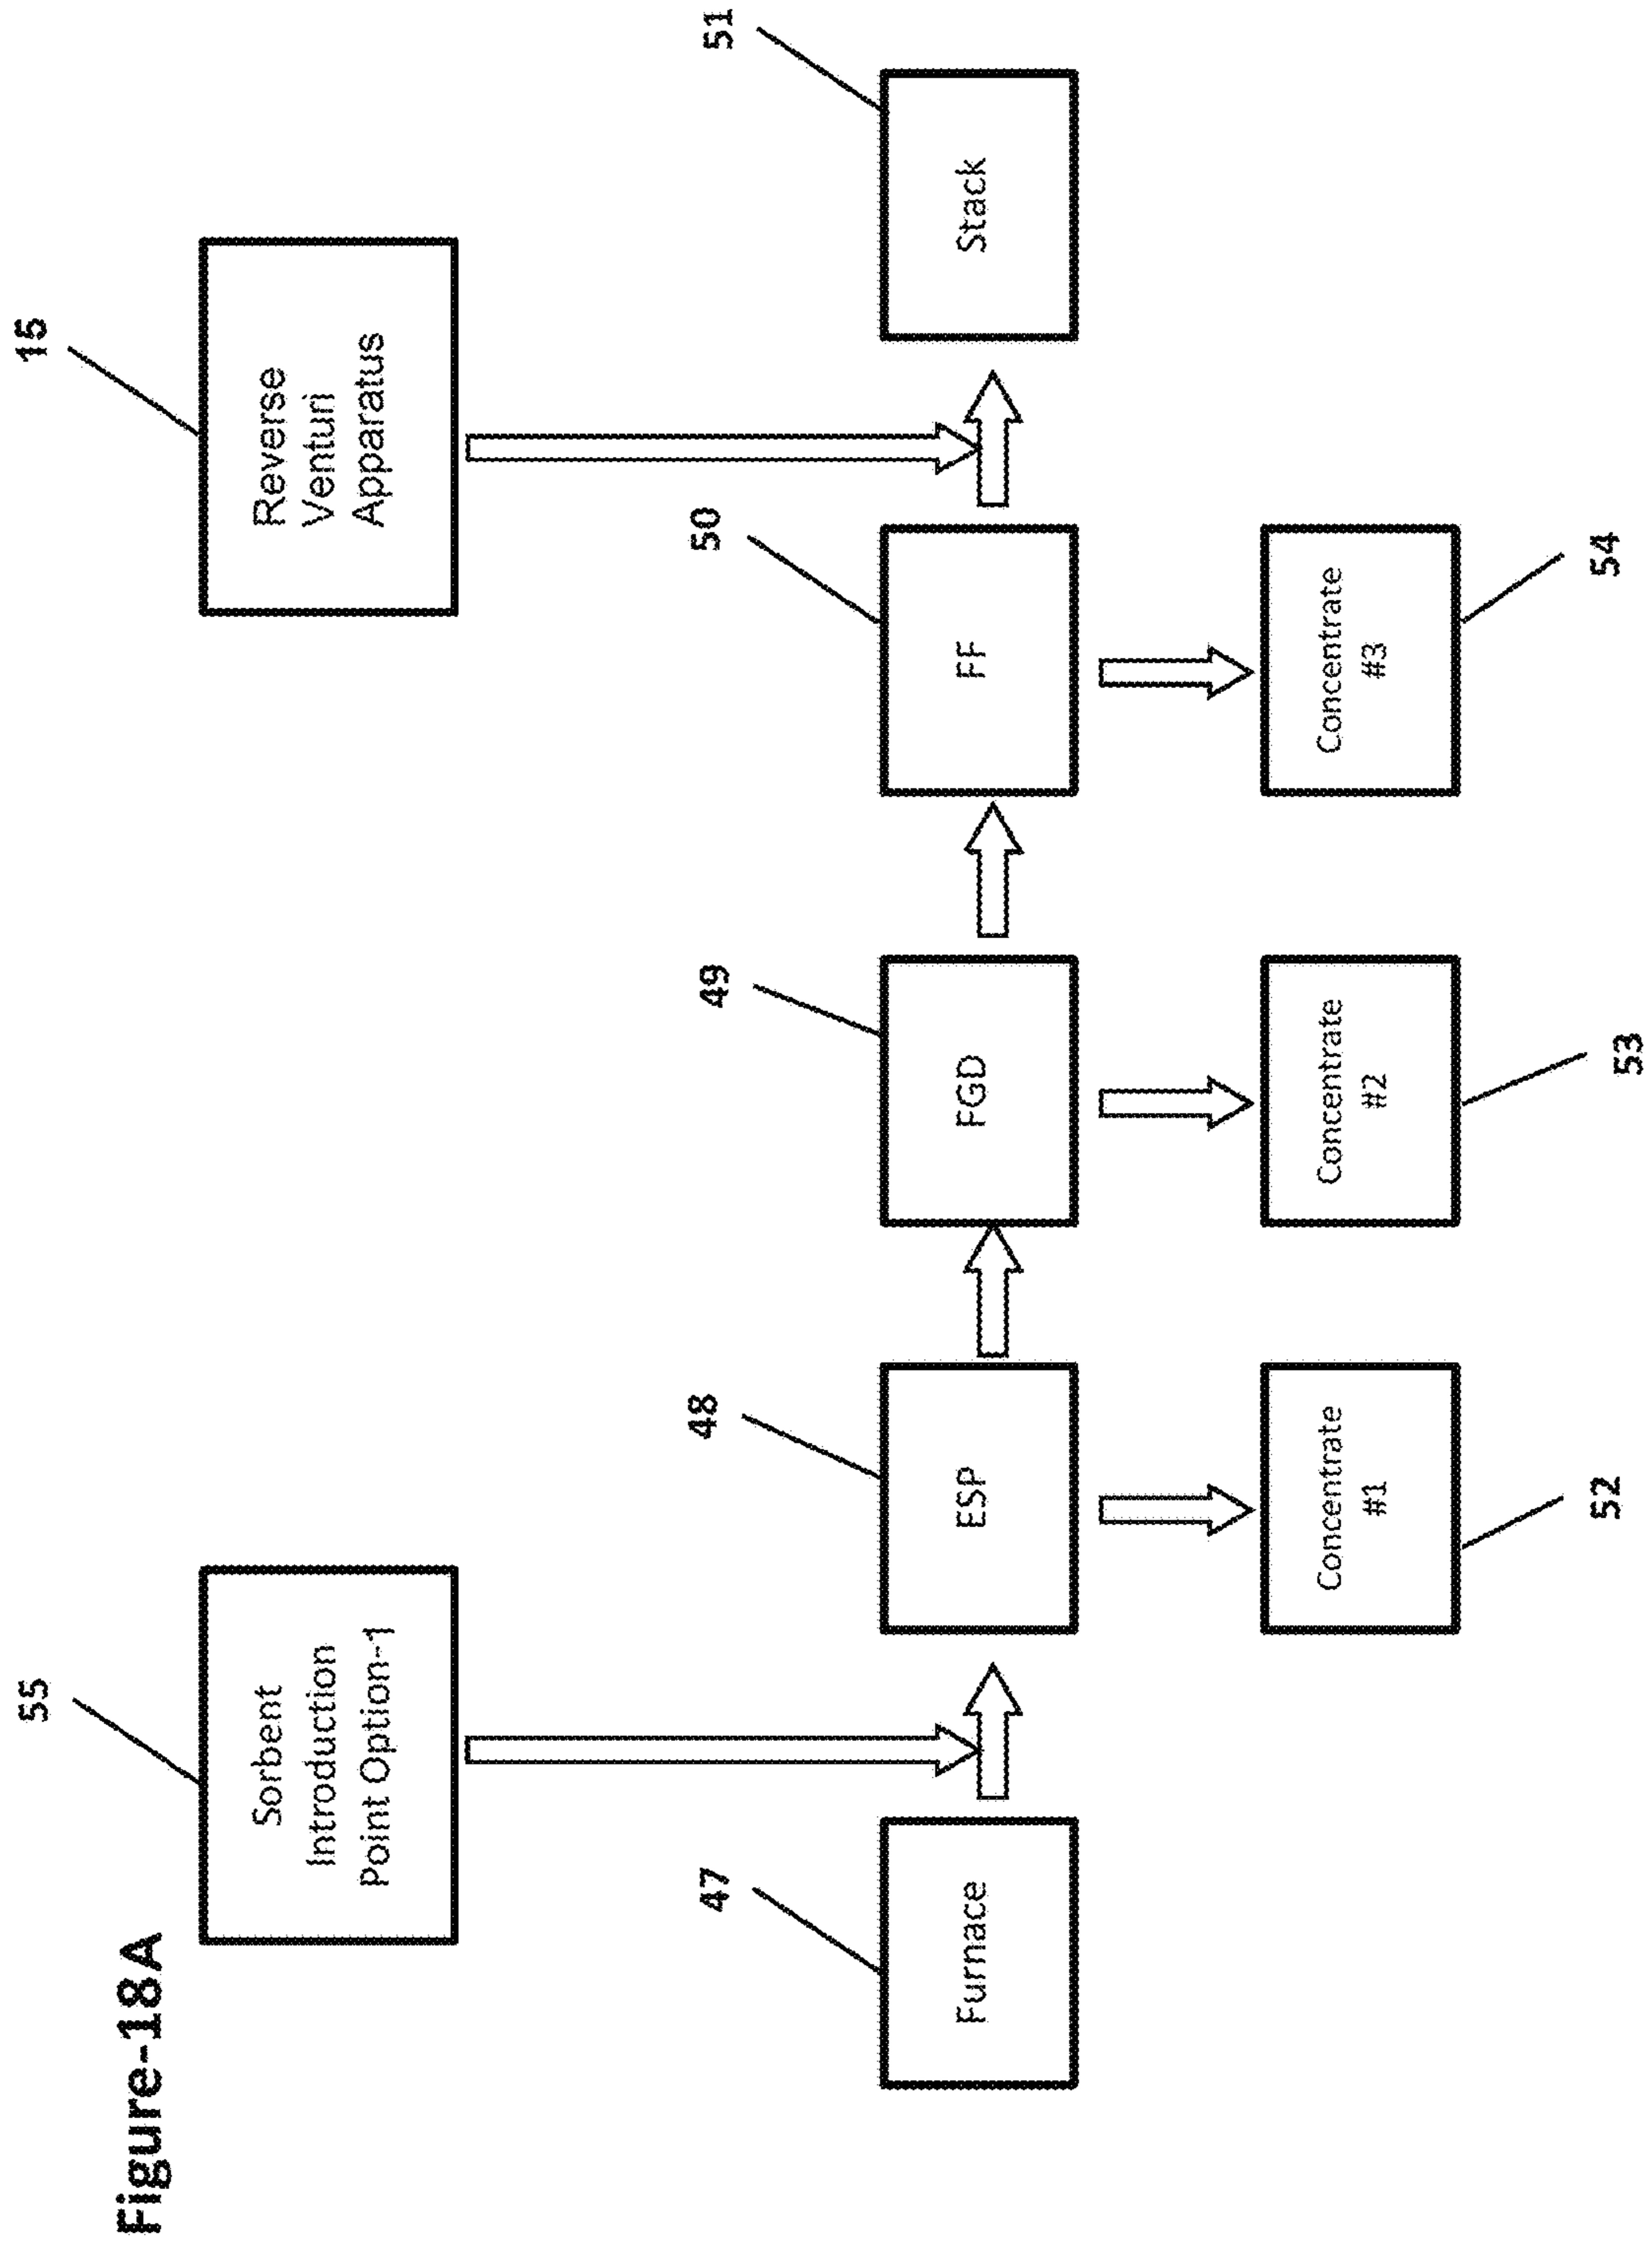 Figure-18A
55
Sorbent
Introduction
Point Option-1
15
Reverse
Venturi
Apparatus
47
Furnace
48
ESP
49
FGD
50
FF
51
Stack
Concentrate
#1
52
Concentrate
#2
53
Concentrate
#3
54